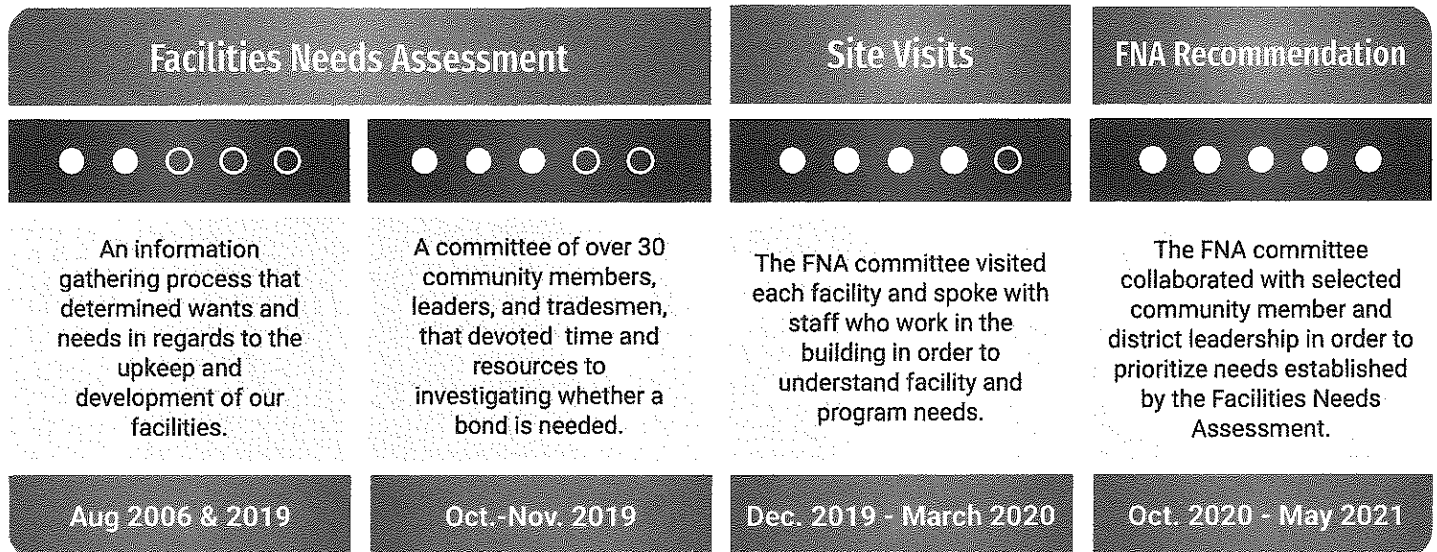 Facilities Needs Assessment
Site Visits
FNA Recommendation
An information
gathering process that
determined wants and
needs in regards to the
upkeep and
development of our
facilities.
A committee of over 30
community members,
leaders, and tradesmen,
that devoted time and
resources to
investigating whether a
bond is needed.
The FNA committee visited
each facility and spoke with
staff who work in the
building in order to
understand facility and
program needs.
The FNA committee
collaborated with selected
community member and
district leadership in order to
prioritize needs established
by the Facilities Needs
Assessment.
Aug 2006 & 2019
Oct.-Nov. 2019
Dec. 2019 - March 2020
Oct. 2020 - May 2021